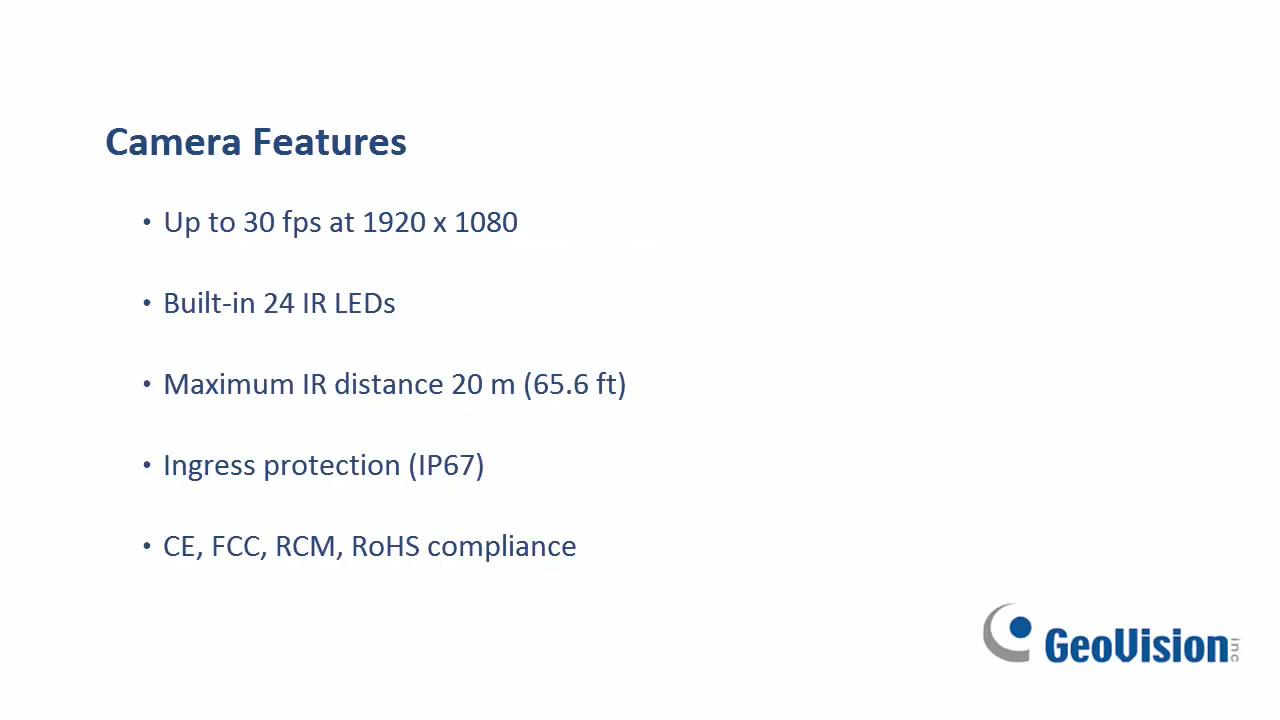 Camera Features
• Up to 30 fps at 1920 x 1080
• Built-in 24 IR LEDs
• Maximum IR distance 20 m (65.6 ft)
• Ingress protection (IP67)
• CE, FCC, RCM, RoHS compliance
GeoVision inc